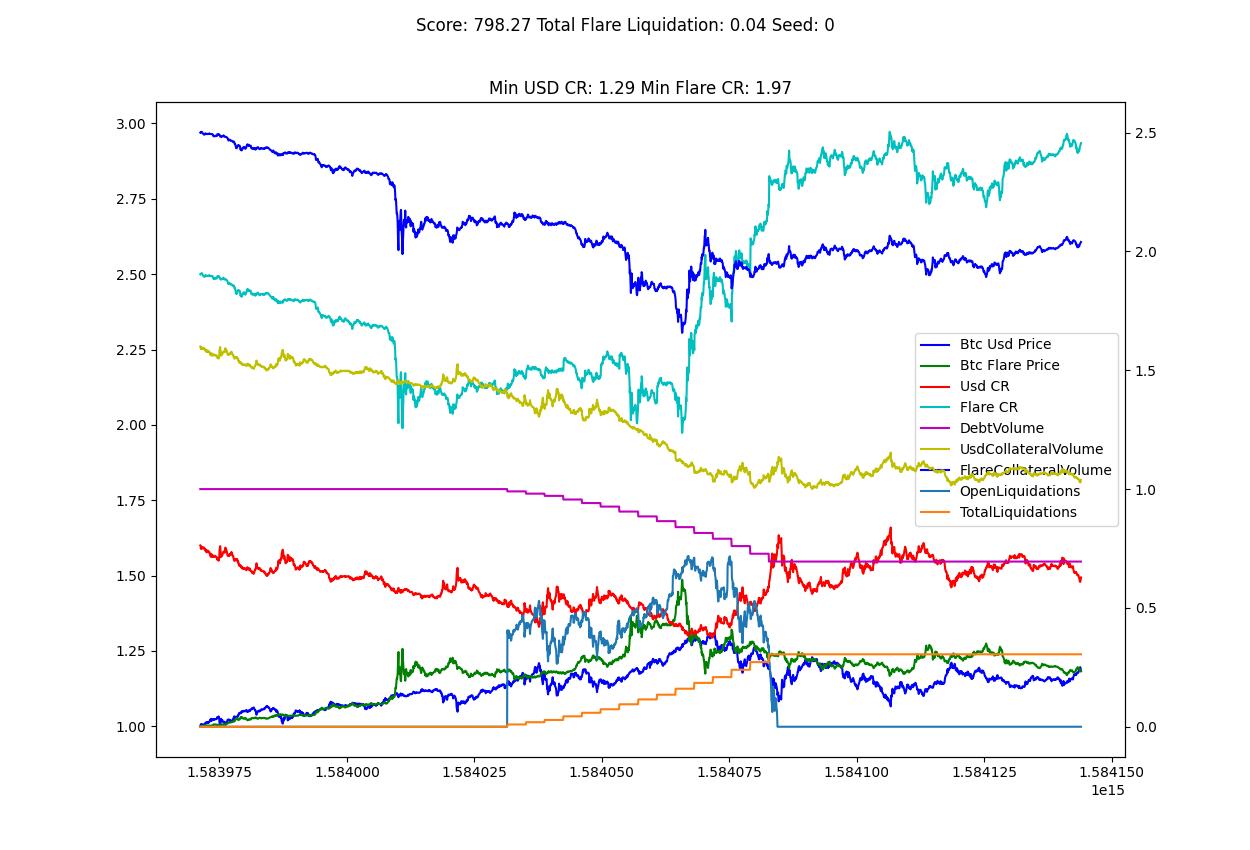 Score: 798.27 Total Flare Liquidation: 0.04 Seed: 0
Min USD CR: 1.29 Min Flare CR: 1.97
3.00
2.75
2.50
2.25
2.00
1.75
1.50
1.25
1.00
2.5
2.0
1.5
1.0
0.5
0.0
Btc Usd Price
Btc Flare Price
Usd CR
Flare CR
DebtVolume
UsdCollateralVolume
FlareCollateralVolume
OpenLiquidations
TotalLiquidations
1.583975 1.584000 1.584025 1.584050 1.584075 1.584100 1.584125 1.584150
1e15